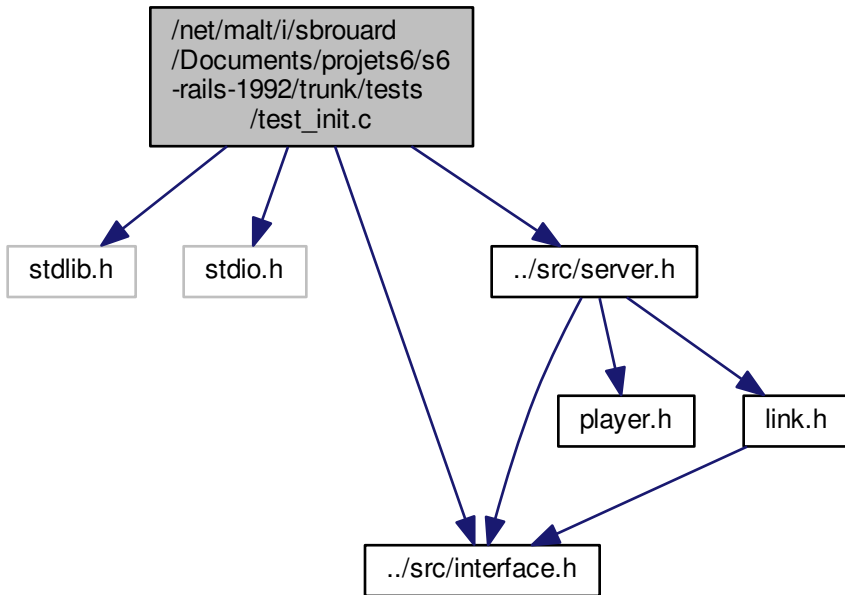 /net/malt/i/sbrouard
/Documents/projets6/s6
-rails-1992/trunk/tests
/test_init.c
stdlib.h
stdio.h
../src/server.h
player.h
link.h
../src/interface.h